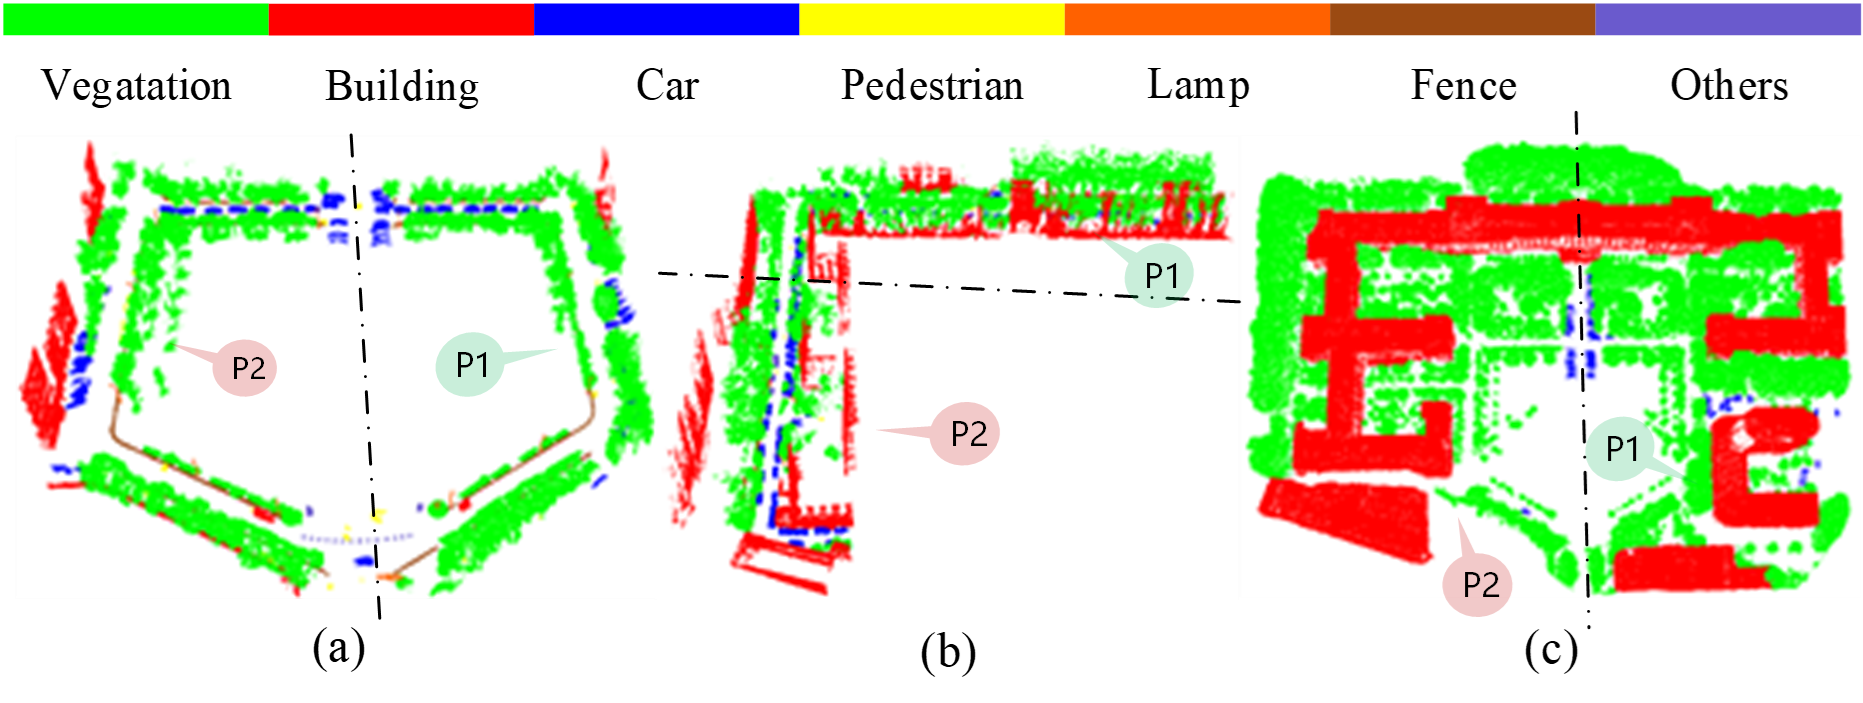 Vegatation Building Car Pedestrian Lamp Fence Others
P2 P1 P1 P2 P1 P2
(a) (b) (c)